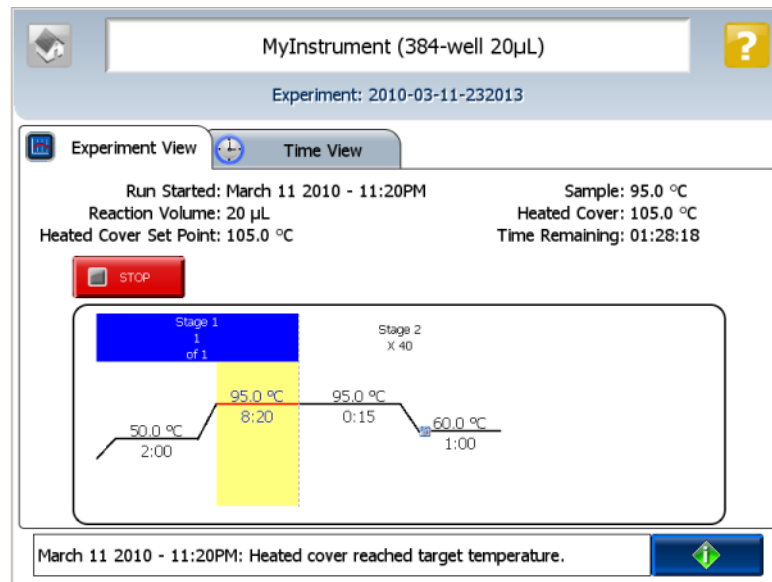 MyInstrument (384-well 20µL)
?
Experiment: 2010-03-11-232013
Experiment View
Time View
Run Started: March 11 2010 - 11:20PM
Reaction Volume: 20 µL
Heated Cover Set Point: 105.0 °C
Sample: 95.0 °C
Heated Cover: 105.0 °C
Time Remaining: 01:28:18
STOP
Stage 1
1
of 1
Stage 2
X 40
50.0 °C
2:00
95.0 °C
8:20
95.0 °C
0:15
60.0 °C
1:00
March 11 2010 - 11:20PM: Heated cover reached target temperature.
i